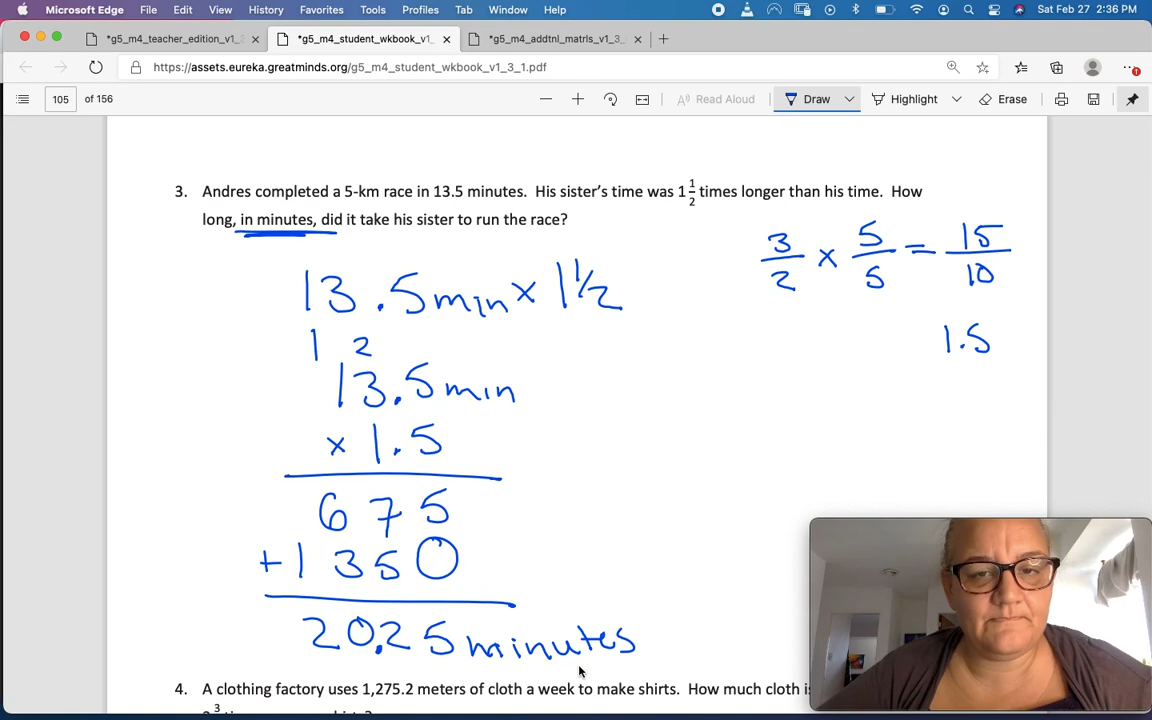 Microsoft Edge File Edit View History Favorites Tools Profiles Tab Window Help Sat Feb 27 2:36 PM
*g5_m4_teacher_edition_v1_3 *g5_m4_student_wkbook_v1_ *g5_m4_addtnl_matrls_v1_3_
https://assets.eureka.greatminds.org/g5_m4_student_wkbook_v1_3_1.pdf
105 of 156 Read Aloud Draw Highlight Erase
3. Andres completed a 5-km race in 13.5 minutes. His sister's time was 1 1/2 times longer than his time. How
long, in minutes, did it take his sister to run the race?
3/2 × 5/5 = 15/10
13.5min × 1 1/2
1.5
1 2
13.5min
× 1.5
675
+1350
20.25 minutes
4. A clothing factory uses 1,275.2 meters of cloth a week to make shirts. How much cloth is